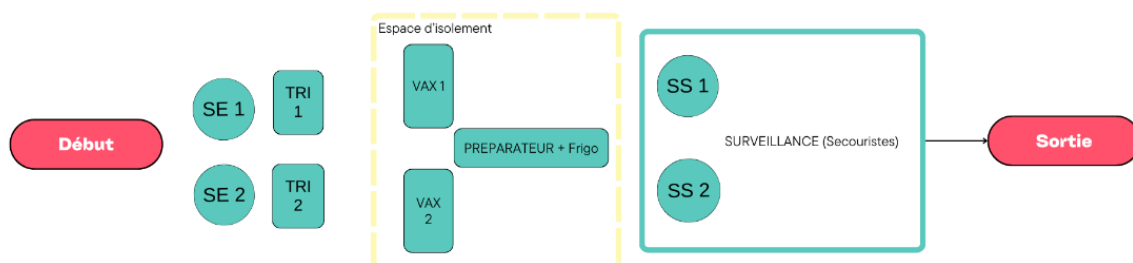 Début
SE 1
SE 2
TRI
1
TRI
2
Espace d'isolement
VAX 1
PREPARATEUR + Frigo
VAX
2
SS 1
SURVEILLANCE (Secouristes)
SS 2
Sortie